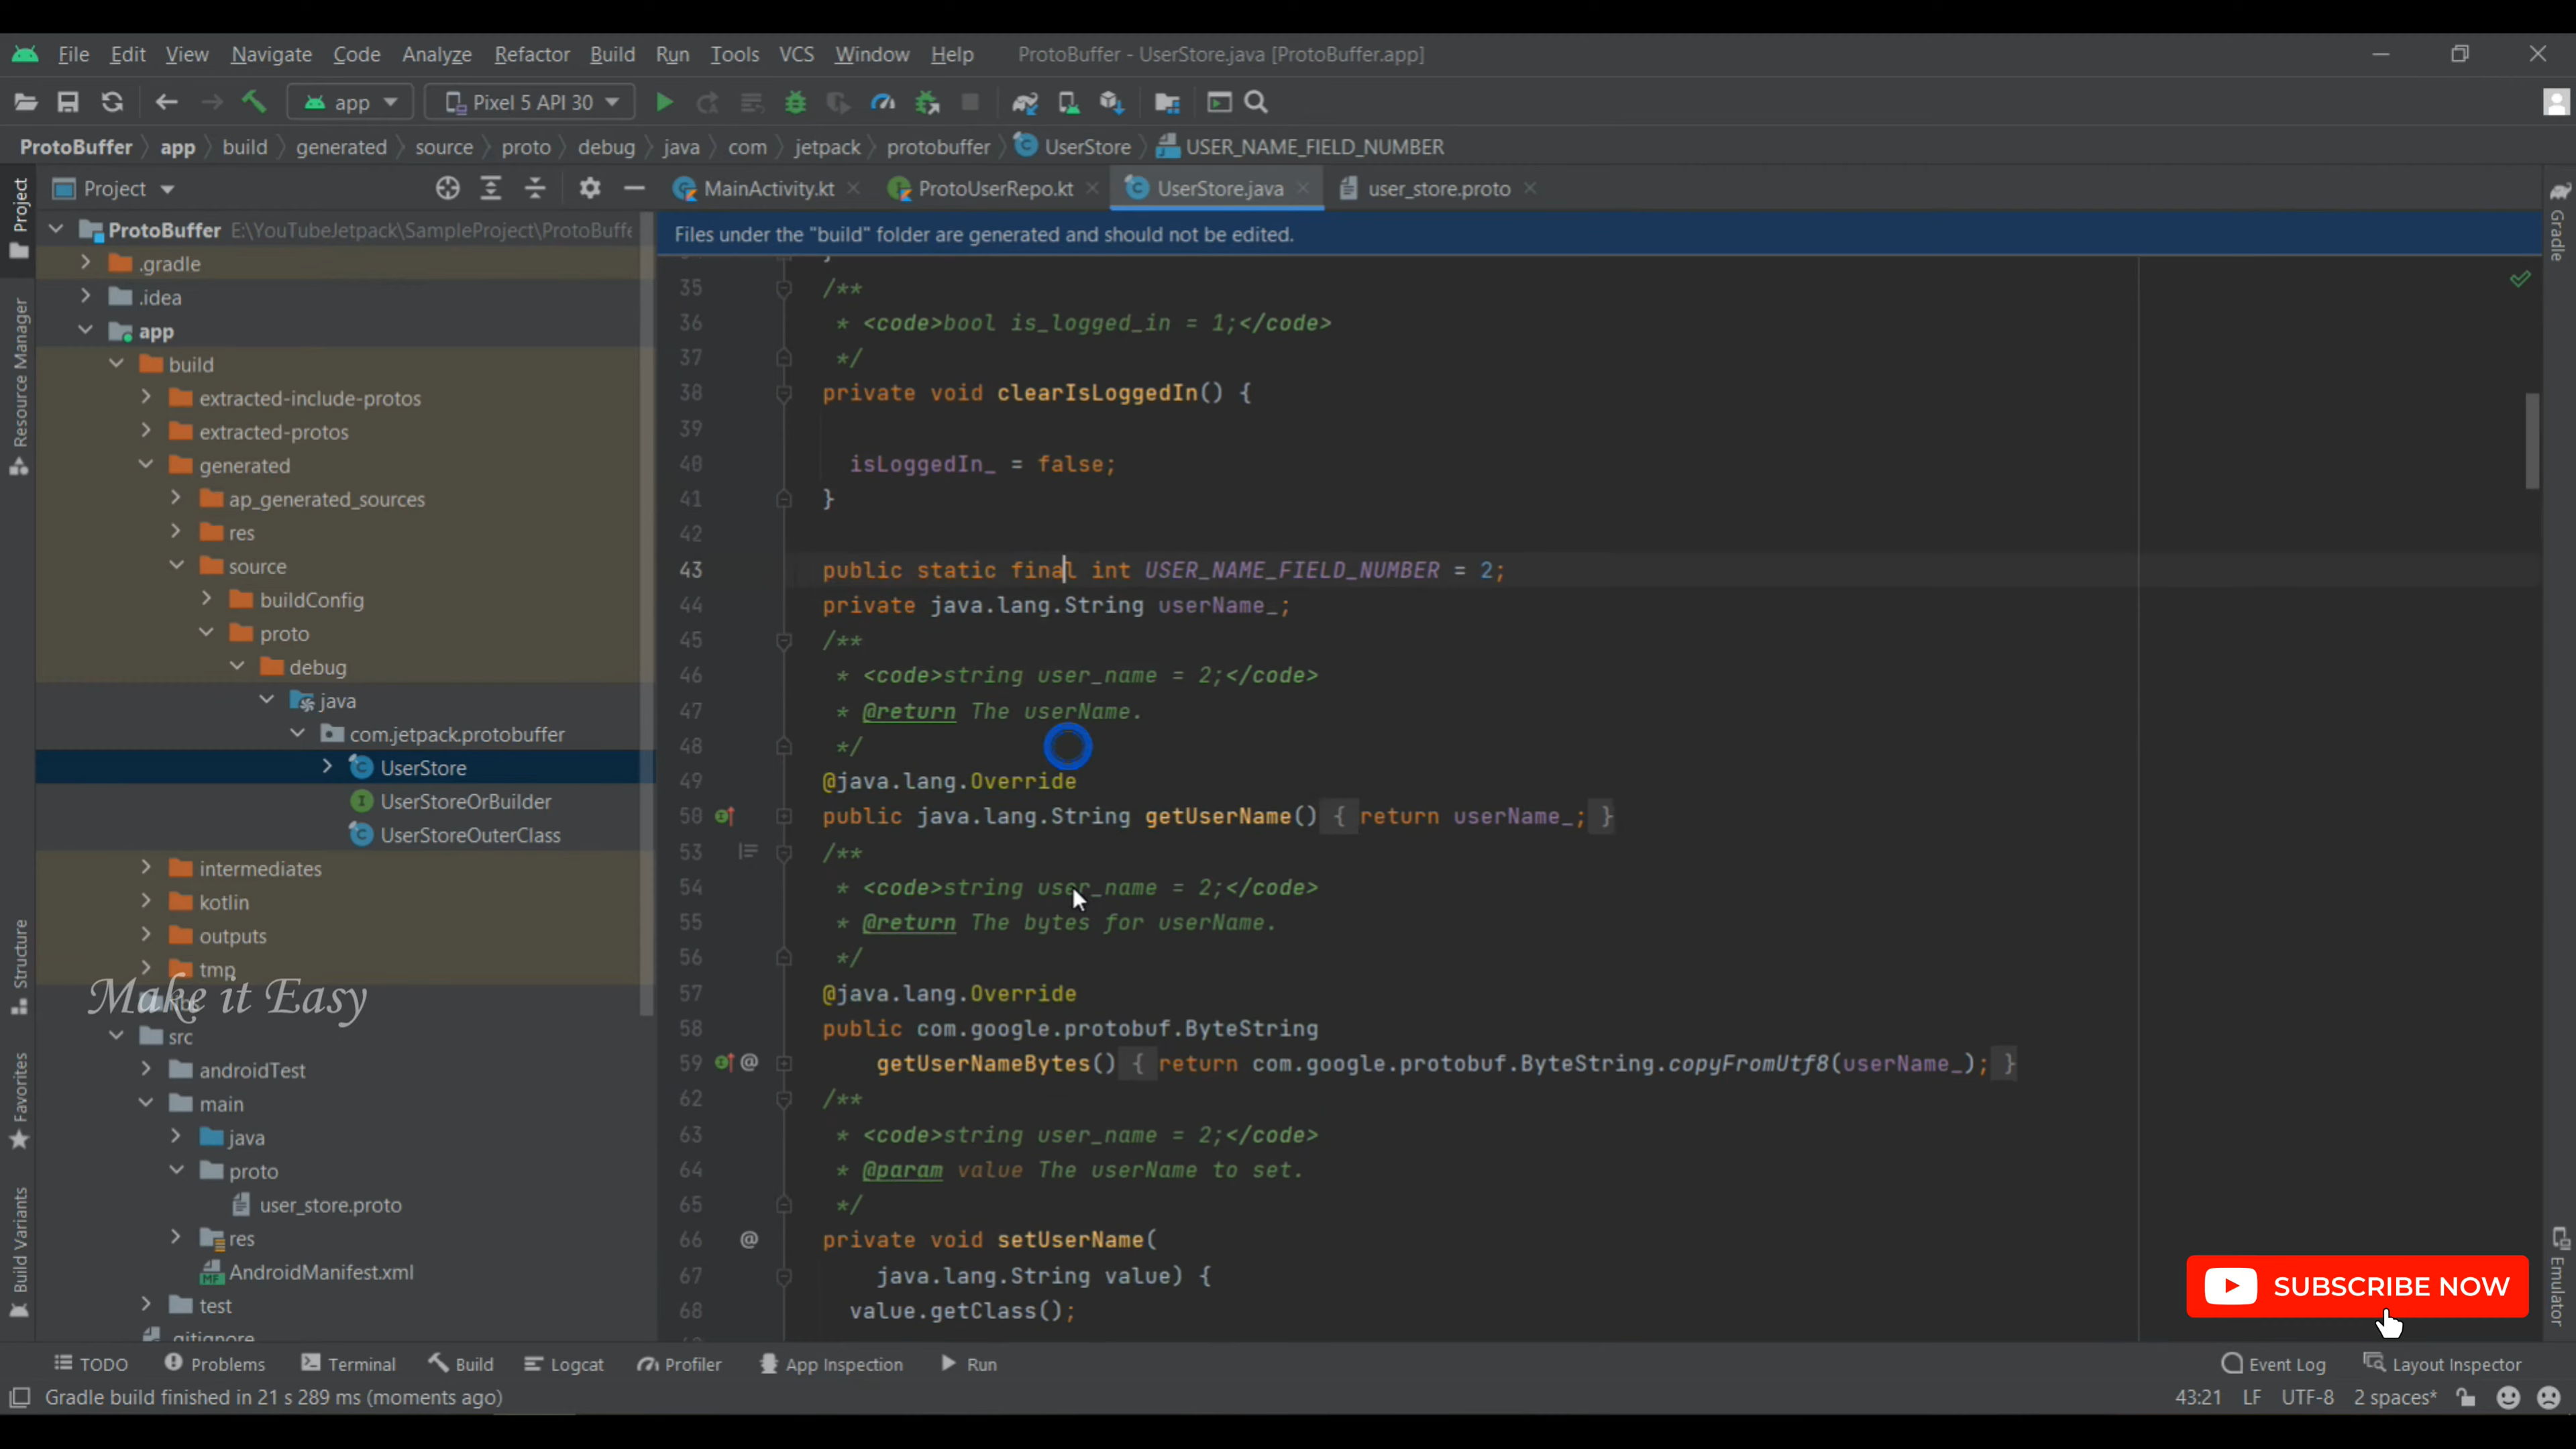 File Edit View Navigate Code Analyze Refactor Build Run Tools VCS Window Help ProtoBuffer - UserStore.java [ProtoBuffer.app]
app Pixel 5 API 30
ProtoBuffer app build generated source proto debug java com jetpack protobuffer UserStore USER_NAME_FIELD_NUMBER
Project MainActivity.kt ProtoUserRepo.kt UserStore.java user_store.proto
Files under the "build" folder are generated and should not be edited.
Project
Resource Manager
Structure
Favorites
Build Variants
ProtoBuffer E:\YouTubeJetpack\SampleProject\ProtoBuffe
.gradle
.idea
app
build
extracted-include-protos
extracted-protos
generated
ap_generated_sources
res
source
buildConfig
proto
debug
java
com.jetpack.protobuffer
UserStore
UserStoreOrBuilder
UserStoreOuterClass
intermediates
kotlin
outputs
tmp
Make it Easy
src
androidTest
main
java
proto
user_store.proto
res
AndroidManifest.xml
test
.gitignore
35 /**
36 * <code>bool is_logged_in = 1;</code>
37 */
38 private void clearIsLoggedIn() {
39
40 isLoggedIn_ = false;
41 }
42
43 public static final int USER_NAME_FIELD_NUMBER = 2;
44 private java.lang.String userName_;
45 /**
46 * <code>string user_name = 2;</code>
47 * @return The userName.
48 */
49 @java.lang.Override
50 public java.lang.String getUserName() { return userName_; }
53 /**
54 * <code>string user_name = 2;</code>
55 * @return The bytes for userName.
56 */
57 @java.lang.Override
58 public com.google.protobuf.ByteString
59 @ getUserNameBytes() { return com.google.protobuf.ByteString.copyFromUtf8(userName_); }
62 /**
63 * <code>string user_name = 2;</code>
64 * @param value The userName to set.
65 */
66 @ private void setUserName(
67 java.lang.String value) {
68 value.getClass();
Gradle
Emulator
SUBSCRIBE NOW
TODO Problems Terminal Build Logcat Profiler App Inspection Run Event Log Layout Inspector
Gradle build finished in 21 s 289 ms (moments ago) 43:21 LF UTF-8 2 spaces*